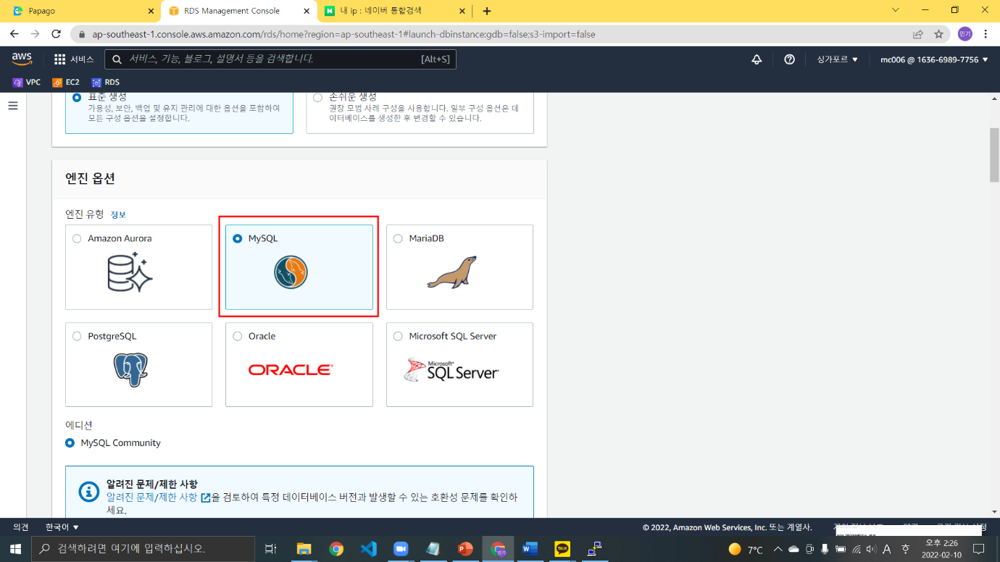 Papago
RDS Management Console
내 ip : 네이버 통합검색
ap-southeast-1.console.aws.amazon.com/rds/home?region=ap-southeast-1#launch-dbinstance:gdb=false;s3-import=false
민기
aws
서비스
서비스, 기능, 블로그, 설명서 등을 검색합니다.
[Alt+S]
싱가포르
mc006 @ 1636-6989-7756
VPC
EC2
RDS
표준 생성
가용성, 보안, 백업 및 유지 관리에 대한 옵션을 포함하여
모든 구성 옵션을 설정합니다.
손쉬운 생성
권장 모범 사례 구성을 사용합니다. 일부 구성 옵션은 데
이터베이스를 생성한 후 변경할 수 있습니다.
엔진 옵션
엔진 유형 정보
Amazon Aurora
MySQL
MariaDB
PostgreSQL
Oracle
ORACLE
Microsoft SQL Server
Microsoft
SQL Server
에디션
MySQL Community
알려진 문제/제한 사항
알려진 문제/제한 사항 을 검토하여 특정 데이터베이스 버전과 발생할 수 있는 호환성 문제를 확인하
세요.
의견
한국어
© 2022, Amazon Web Services, Inc. 또는 계열사.
검색하려면 여기에 입력하십시오.
TALK
7°C
A
오후 2:26
2022-02-10